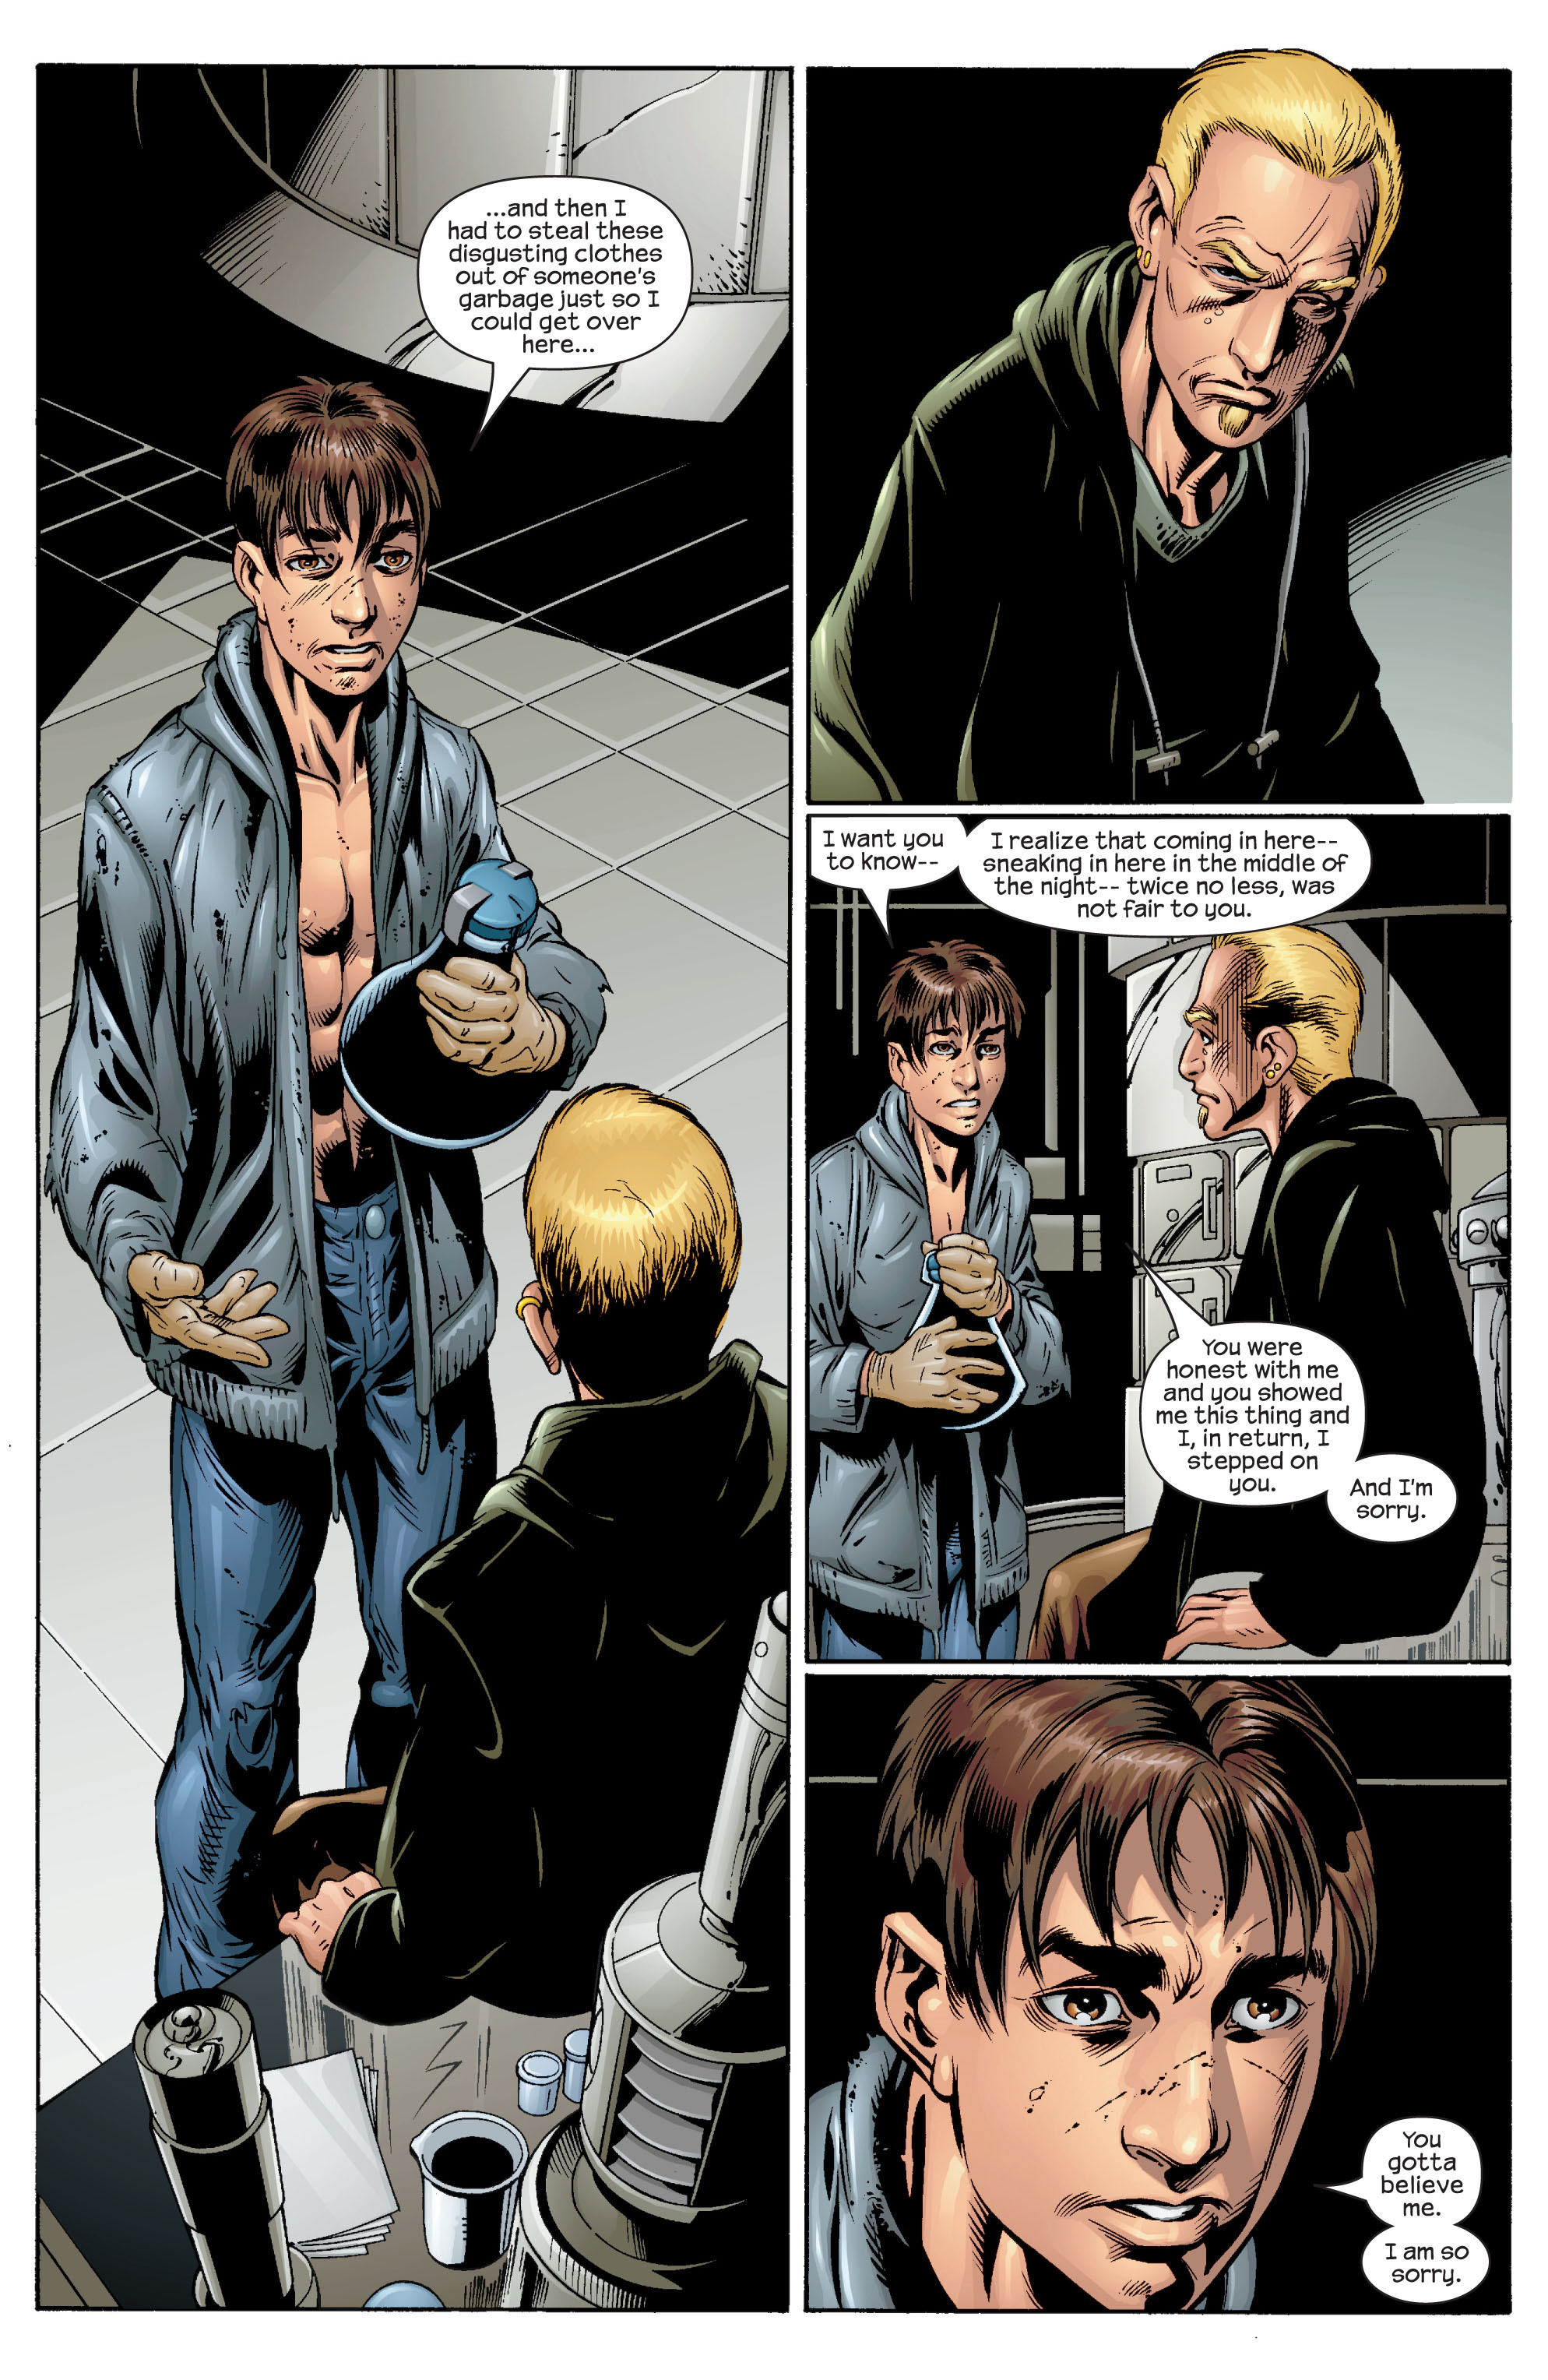 ...and then I
had to steal these
disgusting clothes
out of someone's
garbage just so I
could get over
here...
I want you
to know--
I realize that coming in here--
sneaking in here in the middle of
the night-- twice no less, was
not fair to you.
You were
honest with me
and you showed
me this thing and
I, in return, I
stepped on
you.
And I'm
sorry.
You
gotta
believe
me.
I am so
sorry.